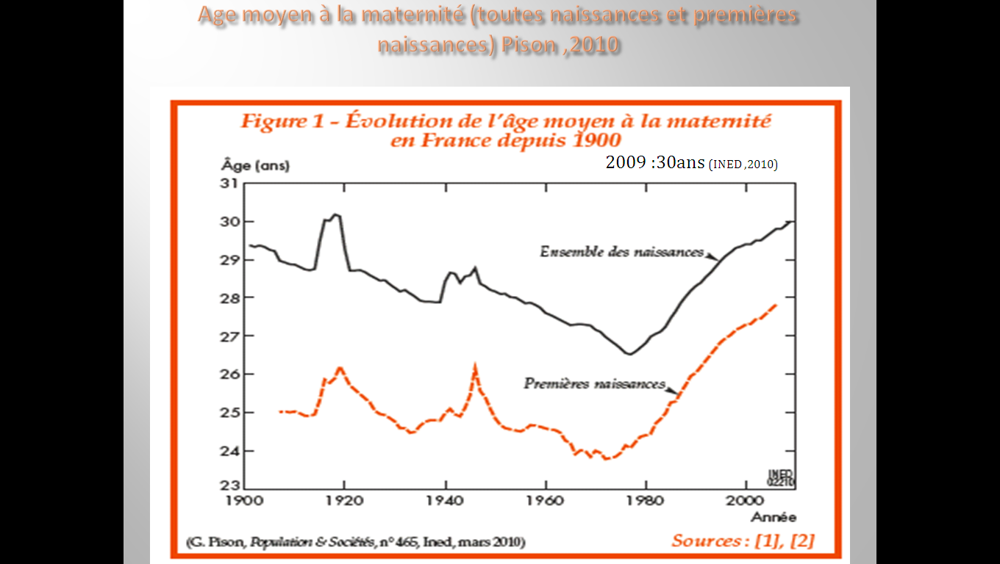 Age moyen à la maternité (toutes naissances et premières
naissances) Pison ,2010
Figure 1 - Évolution de l'âge moyen à la maternité
en France depuis 1900
2009 :30ans (INED ,2010)
Âge (ans)
31
30
29
28
27
26
25
24
23
Ensemble des naissances
Premières naissances
INED
02210
1900 1920 1940 1960 1980 2000
Année
(G. Pison, Population & Sociétés, n° 465, Ined, mars 2010)
Sources : [1], [2]